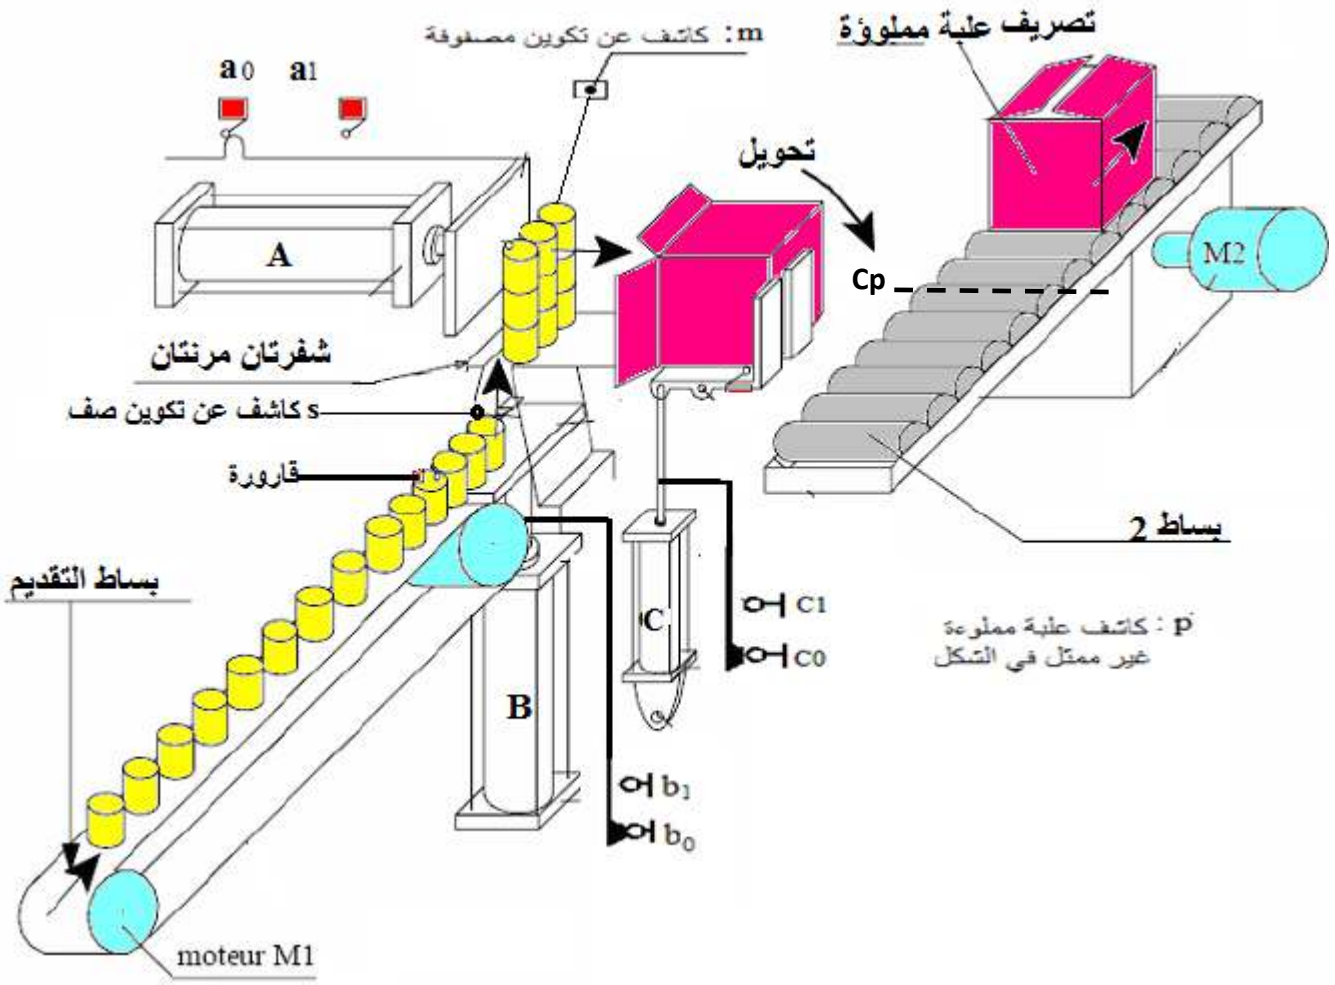 m: كاشف عن تكوين مصفوفة
تصريف علبة مملوؤة
a0 a1
تحويل
A
M2
Cp
شفرتان مرنتان
s كاشف عن تكوين صف
قارورة
بساط 2
بساط التقديم
C1
C
C0
p : كاشف علبة مملوءة
غير ممثل في الشكل
B
b1
b0
moteur M1